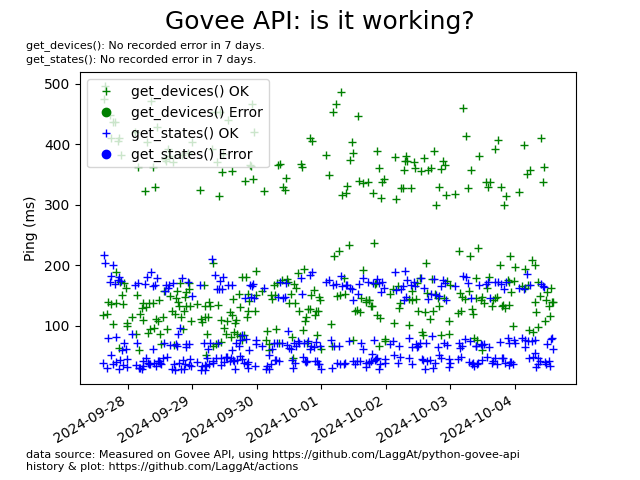 Govee API: is it working?
get_devices(): No recorded error in 7 days.
get_states(): No recorded error in 7 days.
500
400
300
200
100
Ping (ms)
get_devices() OK
get_devices() Error
get_states() OK
get_states() Error
2024-09-28
2024-09-29
2024-09-30
2024-10-01
2024-10-02
2024-10-03
2024-10-04
data source: Measured on Govee API, using https://github.com/LaggAt/python-govee-api
history & plot: https://github.com/LaggAt/actions